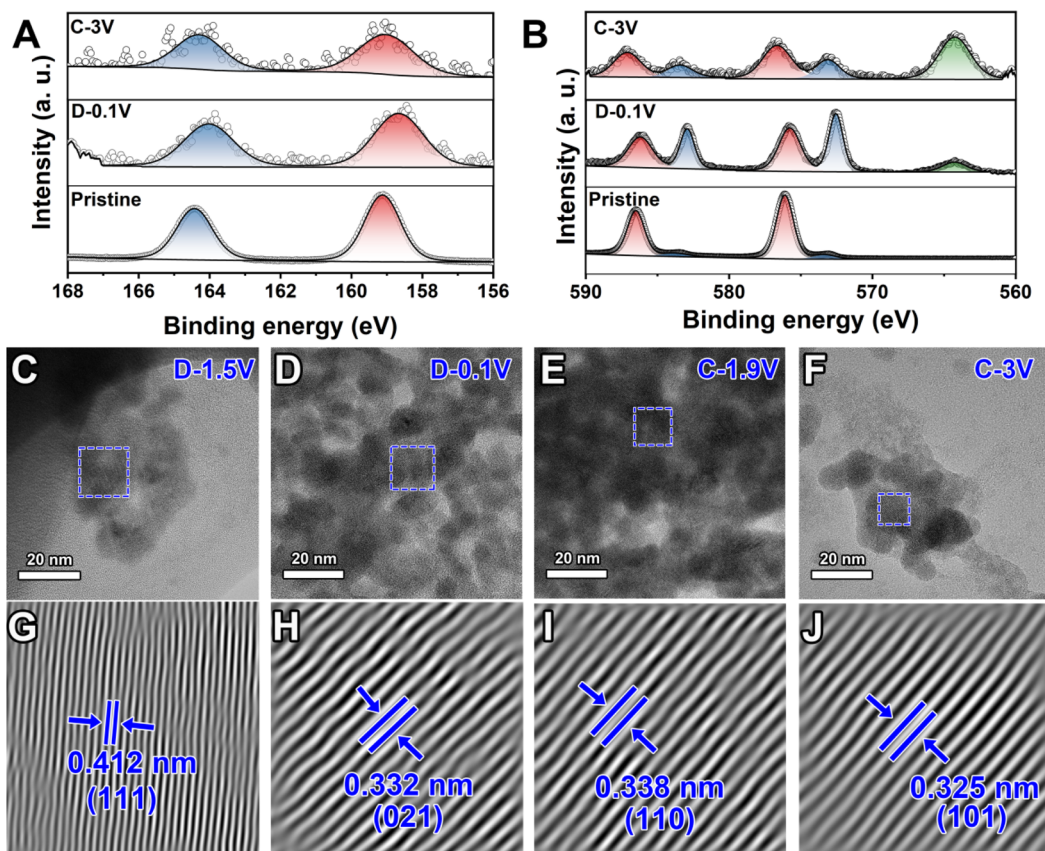 A
C-3V
D-0.1V
Pristine
Intensity (a. u.)
168 166 164 162 160 158 156
Binding energy (eV)
B
C-3V
D-0.1V
Pristine
Intensity (a. u.)
590 580 570 560
Binding energy (eV)
C
D-1.5V
20 nm
D
D-0.1V
20 nm
E
C-1.9V
20 nm
F
C-3V
20 nm
G
0.412 nm
(111)
H
0.332 nm
(021)
I
0.338 nm
(110)
J
0.325 nm
(101)